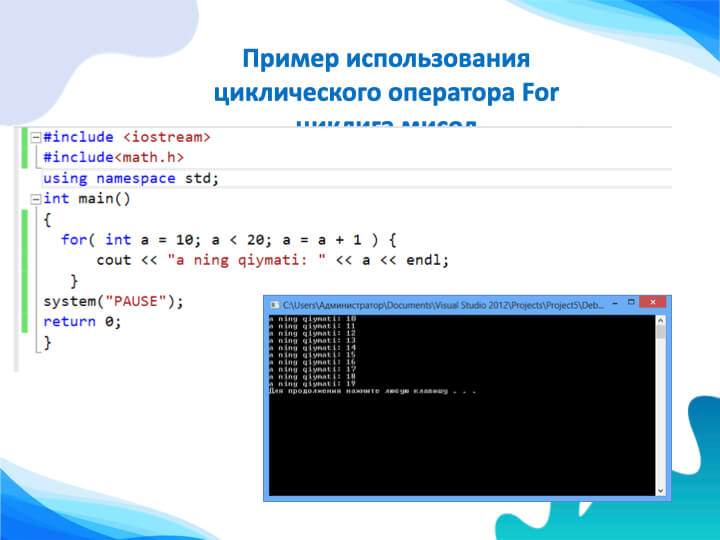 Пример использования
циклического оператора For
циклига мисол
#include <iostream>
#include<math.h>
using namespace std;
int main()
{
for( int a = 10; a < 20; a = a + 1 ) {
cout << "a ning qiymati: " << a << endl;
}
system("PAUSE");
return 0;
}
C:\Users\Администратор\Documents\Visual Studio 2012\Projects\Project5\Deb...
a ning qiymati: 10
a ning qiymati: 11
a ning qiymati: 12
a ning qiymati: 13
a ning qiymati: 14
a ning qiymati: 15
a ning qiymati: 16
a ning qiymati: 17
a ning qiymati: 18
a ning qiymati: 19
Для продолжения нажмите любую клавишу . . .